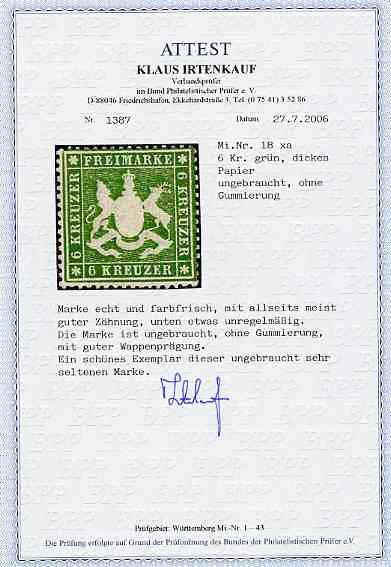 ATTEST
KLAUS IRTENKAUF
Verbandsprüfer
im Bund Philatelistischer Prüfer e. V.
D-88046 Friedrichshafen, Ekkehardstraße 3, Tel. (0 75 41) 3 52 86
Nr. 1387 Datum 27.7.2006
FREIMARKE
6 KREUZER
6 KREUZER
6 KREUZER
Mi.Nr. 18 xa
6 Kr. grün, dickes
Papier
ungebraucht, ohne
Gummierung
Marke echt und farbfrisch, mit allseits meist
guter Zähnung, unten etwas unregelmäßig.
Die Marke ist ungebraucht, ohne Gummierung,
mit guter Wappenprägung.
Ein schönes Exemplar dieser ungebraucht sehr
seltenen Marke.
Prüfgebiet: Württemberg Mi.-Nr. 1 – 43
Die Prüfung erfolgte auf Grund der Prüfordnung des Bundes der Philatelistischen Prüfer e.V.